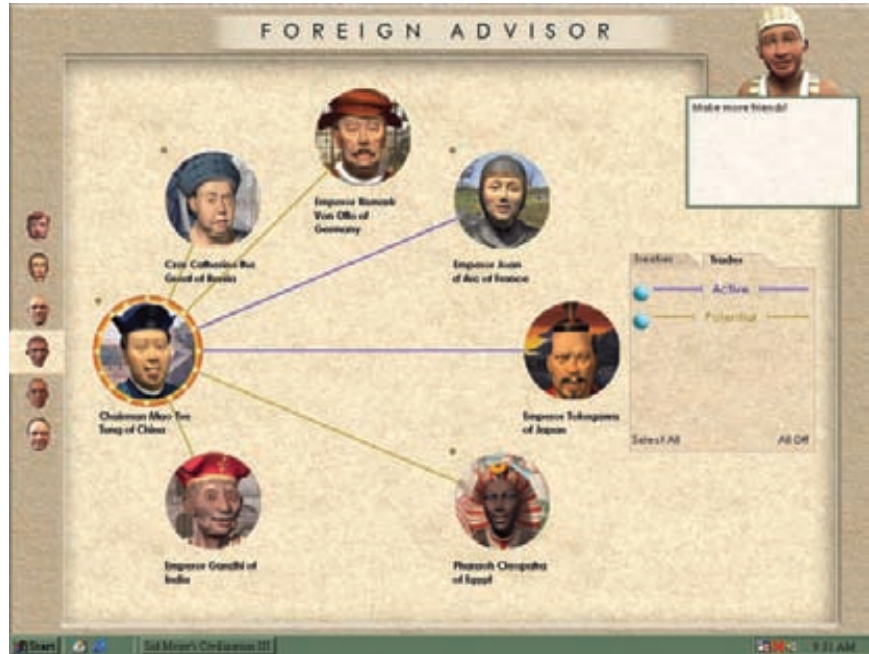 FOREIGN ADVISOR
Make more friends!
Emperor Bismark
Von Otto of
Germany
Czar Catherine the
Great of Russia
Emperor Joan
d'Arc of France
Treaties
Trades
Active
Potential
Chairman Mao Tse
Tung of China
Emperor Tokugawa
of Japan
Select All
All Off
Emperor Gandhi of
India
Pharaoh Cleopatra
of Egypt
Start
Sid Meier's Civilization III
9:31 AM